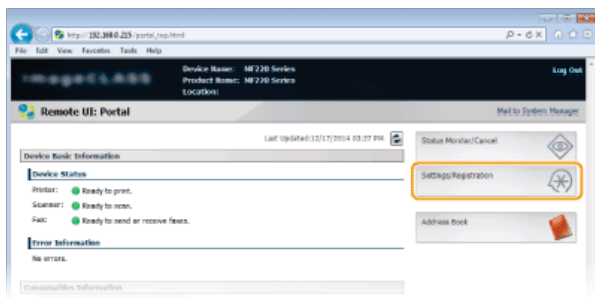 http://192.168.0.215/portal_top.html
File Edit View Favorites Tools Help
imageCLASS
Device Name: MF220 Series
Product Name: MF220 Series
Location:
Log Out
Remote UI: Portal
Mail to System Manager
Last Updated:12/17/2014 03:27 PM
Device Basic Information
Device Status
Printer: Ready to print.
Scanner: Ready to scan.
Fax: Ready to send or receive faxes.
Error Information
No errors.
Consumables Information
Status Monitor/Cancel
Settings/Registration
Address Book